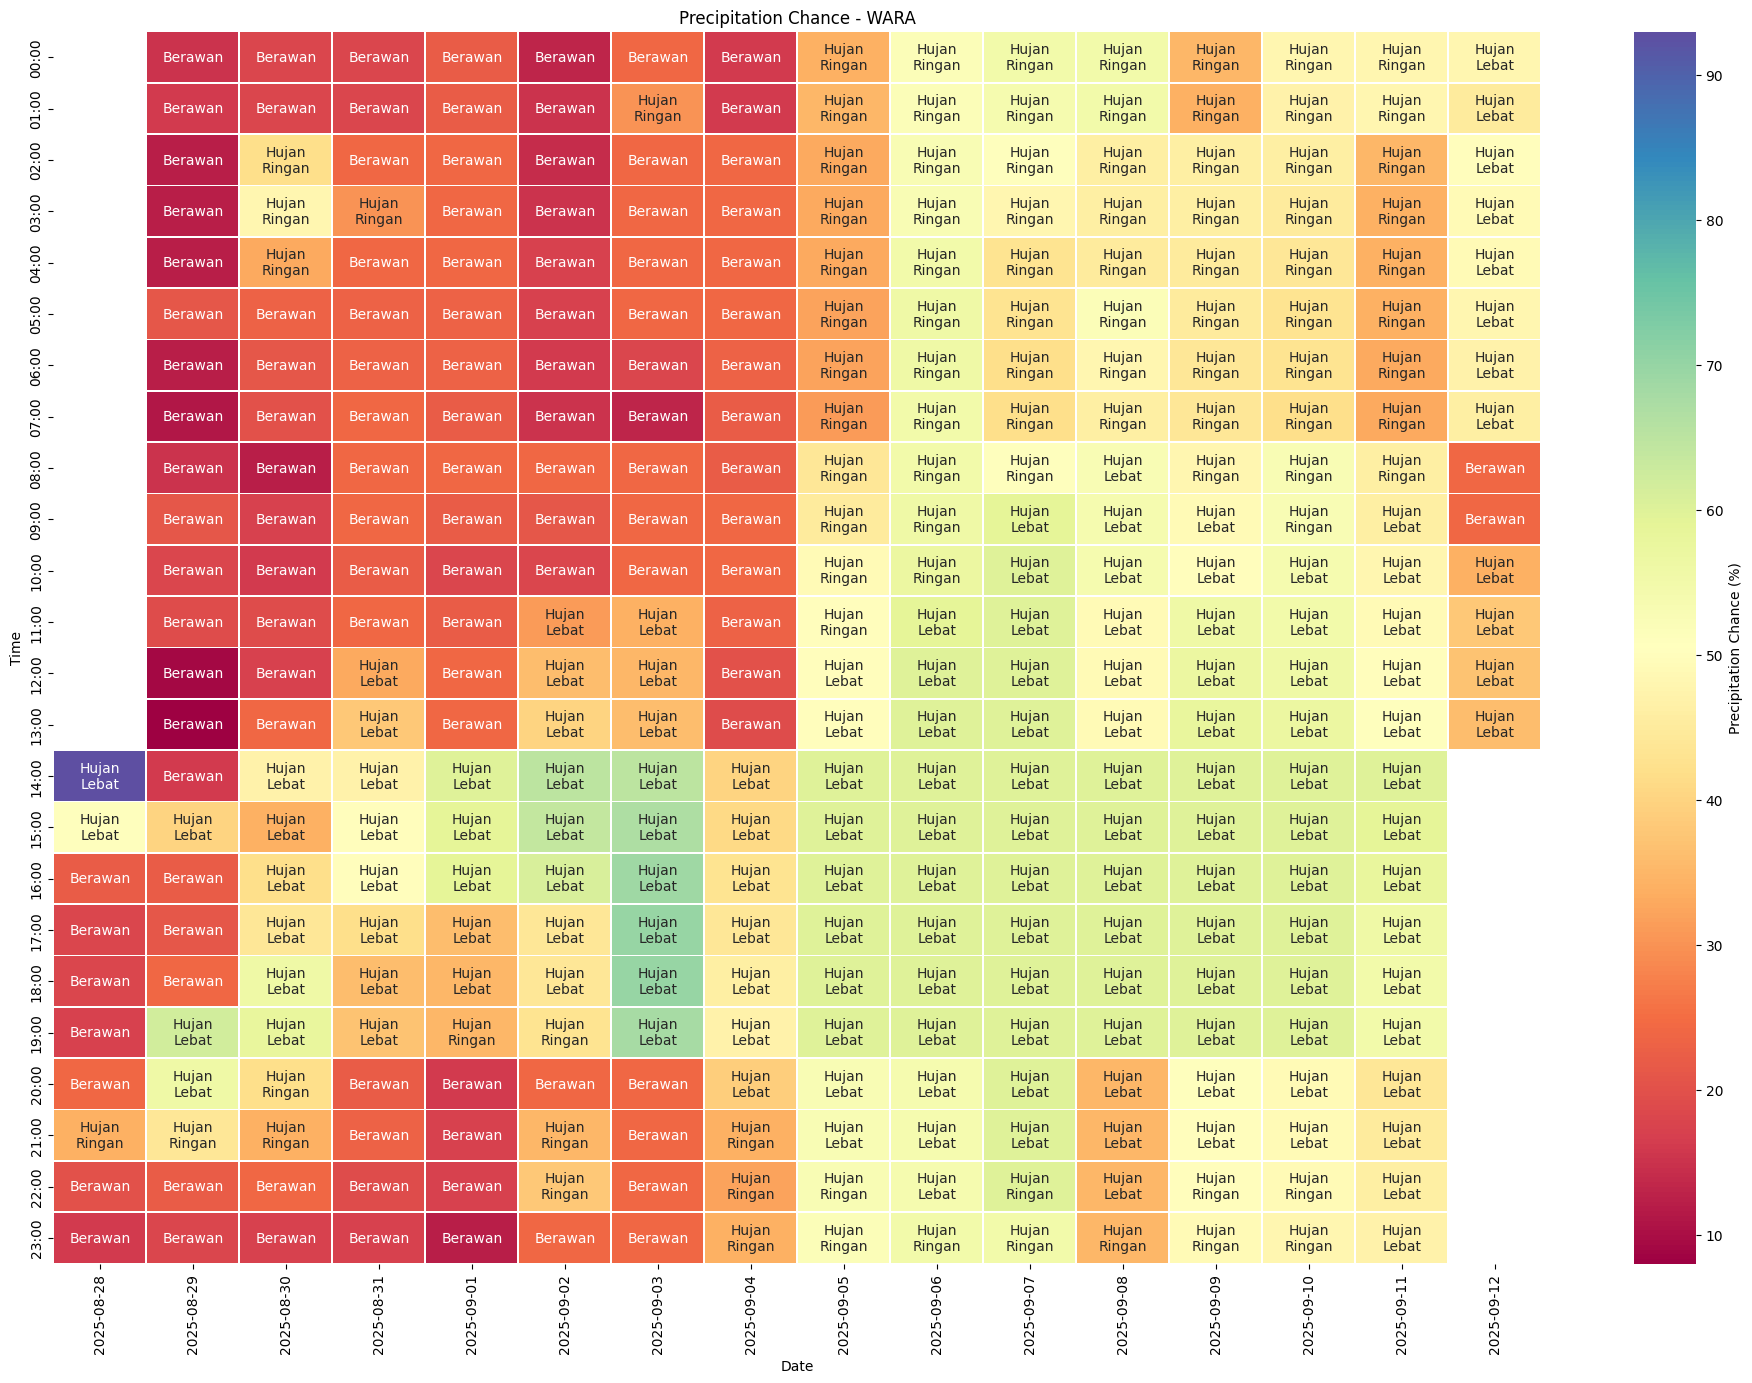 Precipitation Chance - WARA
00:00 Berawan Berawan Berawan Berawan Berawan Berawan Berawan Hujan Ringan Hujan Ringan Hujan Ringan Hujan Ringan Hujan Ringan Hujan Ringan Hujan Ringan Hujan Lebat
01:00 Berawan Berawan Berawan Berawan Berawan Hujan Ringan Berawan Hujan Ringan Hujan Ringan Hujan Ringan Hujan Ringan Hujan Ringan Hujan Ringan Hujan Ringan Hujan Lebat
02:00 Berawan Hujan Ringan Berawan Berawan Berawan Berawan Berawan Hujan Ringan Hujan Ringan Hujan Ringan Hujan Ringan Hujan Ringan Hujan Ringan Hujan Ringan Hujan Lebat
03:00 Berawan Hujan Ringan Hujan Ringan Berawan Berawan Berawan Berawan Hujan Ringan Hujan Ringan Hujan Ringan Hujan Ringan Hujan Ringan Hujan Ringan Hujan Ringan Hujan Lebat
04:00 Berawan Hujan Ringan Berawan Berawan Berawan Berawan Berawan Hujan Ringan Hujan Ringan Hujan Ringan Hujan Ringan Hujan Ringan Hujan Ringan Hujan Ringan Hujan Lebat
05:00 Berawan Berawan Berawan Berawan Berawan Berawan Berawan Hujan Ringan Hujan Ringan Hujan Ringan Hujan Ringan Hujan Ringan Hujan Ringan Hujan Ringan Hujan Lebat
06:00 Berawan Berawan Berawan Berawan Berawan Berawan Berawan Hujan Ringan Hujan Ringan Hujan Ringan Hujan Ringan Hujan Ringan Hujan Ringan Hujan Ringan Hujan Lebat
07:00 Berawan Berawan Berawan Berawan Berawan Berawan Berawan Hujan Ringan Hujan Ringan Hujan Ringan Hujan Ringan Hujan Ringan Hujan Ringan Hujan Ringan Hujan Lebat
08:00 Berawan Berawan Berawan Berawan Berawan Berawan Berawan Hujan Ringan Hujan Ringan Hujan Ringan Hujan Lebat Hujan Ringan Hujan Ringan Hujan Ringan Berawan
09:00 Berawan Berawan Berawan Berawan Berawan Berawan Berawan Hujan Ringan Hujan Ringan Hujan Lebat Hujan Lebat Hujan Lebat Hujan Ringan Hujan Lebat Berawan
10:00 Berawan Berawan Berawan Berawan Berawan Berawan Berawan Hujan Ringan Hujan Ringan Hujan Lebat Hujan Lebat Hujan Lebat Hujan Lebat Hujan Lebat Hujan Lebat
11:00 Berawan Berawan Berawan Berawan Hujan Lebat Hujan Lebat Berawan Hujan Ringan Hujan Lebat Hujan Lebat Hujan Lebat Hujan Lebat Hujan Lebat Hujan Lebat Hujan Lebat
12:00 Berawan Berawan Hujan Lebat Berawan Hujan Lebat Hujan Lebat Berawan Hujan Lebat Hujan Lebat Hujan Lebat Hujan Lebat Hujan Lebat Hujan Lebat Hujan Lebat Hujan Lebat
13:00 Berawan Berawan Hujan Lebat Berawan Hujan Lebat Hujan Lebat Berawan Hujan Lebat Hujan Lebat Hujan Lebat Hujan Lebat Hujan Lebat Hujan Lebat Hujan Lebat Hujan Lebat
14:00 Hujan Lebat Berawan Hujan Lebat Hujan Lebat Hujan Lebat Hujan Lebat Hujan Lebat Hujan Lebat Hujan Lebat Hujan Lebat Hujan Lebat Hujan Lebat Hujan Lebat Hujan Lebat Hujan Lebat
15:00 Hujan Lebat Hujan Lebat Hujan Lebat Hujan Lebat Hujan Lebat Hujan Lebat Hujan Lebat Hujan Lebat Hujan Lebat Hujan Lebat Hujan Lebat Hujan Lebat Hujan Lebat Hujan Lebat Hujan Lebat
16:00 Berawan Berawan Hujan Lebat Hujan Lebat Hujan Lebat Hujan Lebat Hujan Lebat Hujan Lebat Hujan Lebat Hujan Lebat Hujan Lebat Hujan Lebat Hujan Lebat Hujan Lebat Hujan Lebat
17:00 Berawan Berawan Hujan Lebat Hujan Lebat Hujan Lebat Hujan Lebat Hujan Lebat Hujan Lebat Hujan Lebat Hujan Lebat Hujan Lebat Hujan Lebat Hujan Lebat Hujan Lebat Hujan Lebat
18:00 Berawan Berawan Hujan Lebat Hujan Lebat Hujan Lebat Hujan Lebat Hujan Lebat Hujan Lebat Hujan Lebat Hujan Lebat Hujan Lebat Hujan Lebat Hujan Lebat Hujan Lebat Hujan Lebat
19:00 Berawan Hujan Lebat Hujan Lebat Hujan Lebat Hujan Ringan Hujan Ringan Hujan Lebat Hujan Lebat Hujan Lebat Hujan Lebat Hujan Lebat Hujan Lebat Hujan Lebat Hujan Lebat Hujan Lebat
20:00 Berawan Hujan Lebat Hujan Ringan Berawan Berawan Berawan Berawan Hujan Lebat Hujan Lebat Hujan Lebat Hujan Lebat Hujan Lebat Hujan Lebat Hujan Lebat Hujan Lebat
21:00 Hujan Ringan Hujan Ringan Hujan Ringan Berawan Berawan Hujan Ringan Berawan Hujan Ringan Hujan Lebat Hujan Lebat Hujan Lebat Hujan Lebat Hujan Lebat Hujan Lebat Hujan Lebat
22:00 Berawan Berawan Berawan Berawan Berawan Hujan Ringan Berawan Hujan Ringan Hujan Ringan Hujan Lebat Hujan Ringan Hujan Lebat Hujan Ringan Hujan Ringan Hujan Lebat
23:00 Berawan Berawan Berawan Berawan Berawan Berawan Berawan Hujan Ringan Hujan Ringan Hujan Ringan Hujan Ringan Hujan Ringan Hujan Ringan Hujan Ringan Hujan Lebat
Time
2025-08-28 2025-08-29 2025-08-30 2025-08-31 2025-09-01 2025-09-02 2025-09-03 2025-09-04 2025-09-05 2025-09-06 2025-09-07 2025-09-08 2025-09-09 2025-09-10 2025-09-11 2025-09-12
Date
90
80
70
60
50
40
30
20
10
Precipitation Chance (%)